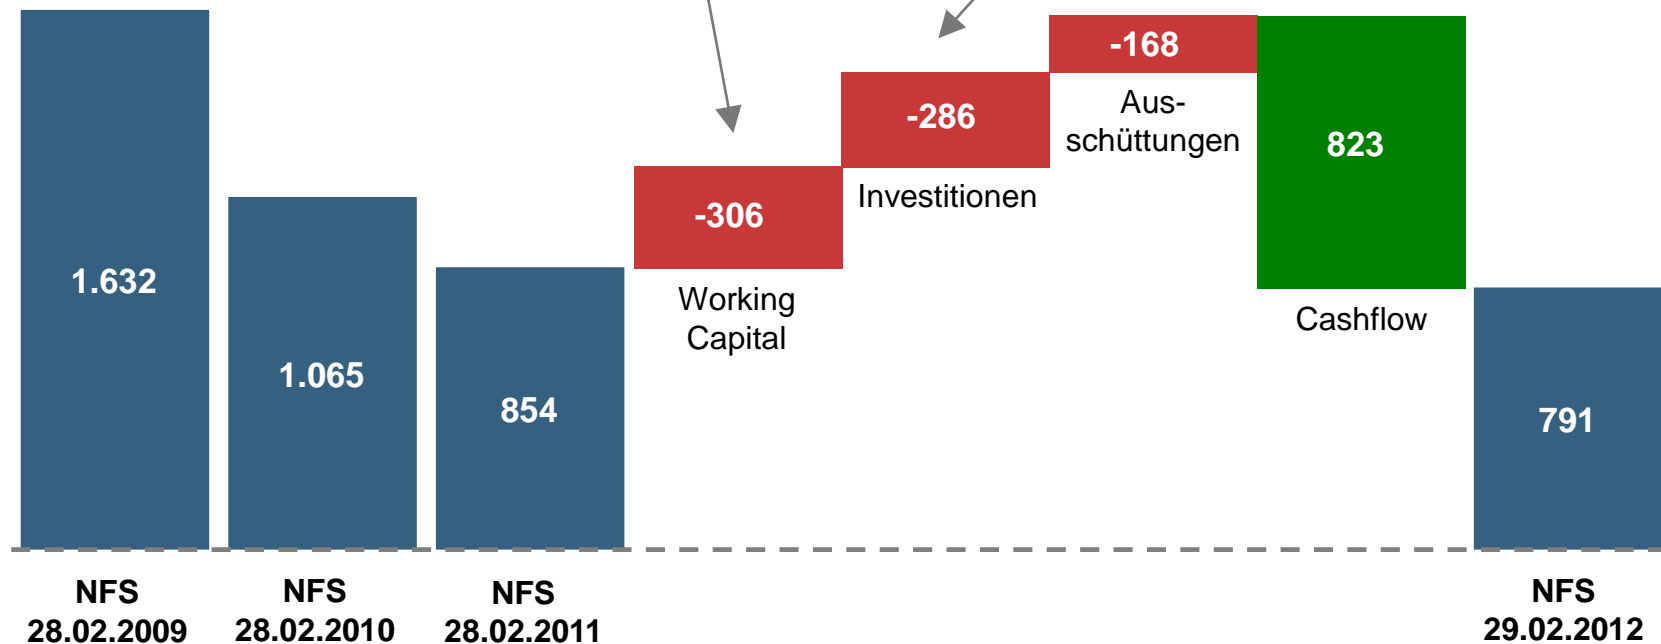 1.632
1.065
854
-306
Working
Capital
-286
Investitionen
-168
Aus-
schüttungen
823
Cashflow
791
NFS
28.02.2009
NFS
28.02.2010
NFS
28.02.2011
NFS
29.02.2012